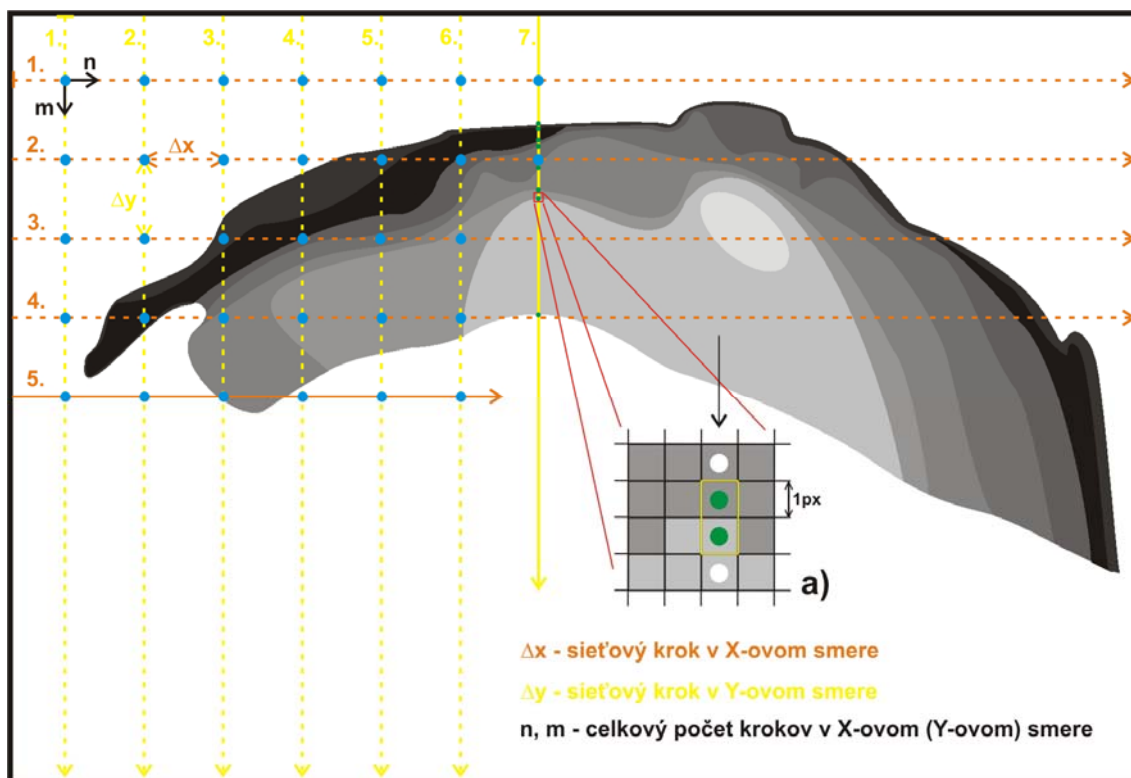 1. 2. 3. 4. 5. 6. 7.
1. n
m
2. Δx
Δy
3.
4.
5.
1px
a)
Δx - sieťový krok v X-ovom smere
Δy - sieťový krok v Y-ovom smere
n, m - celkový počet krokov v X-ovom (Y-ovom) smere